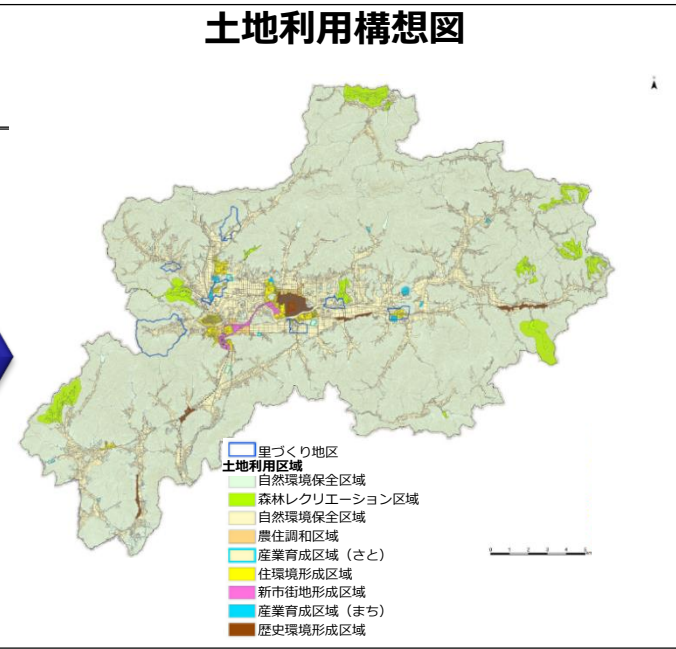 土地利用構想図
里づくり地区
土地利用区域
自然環境保全区域
森林レクリエーション区域
自然環境保全区域
農住調和区域
産業育成区域（さと）
住環境形成区域
新市街地形成区域
産業育成区域（まち）
歴史環境形成区域